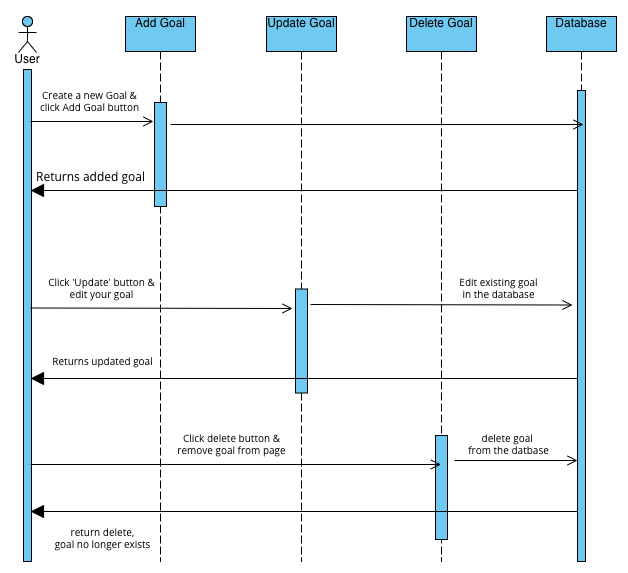 Add Goal
Update Goal
Delete Goal
Database
User
Create a new Goal &
click Add Goal button
Returns added goal
Click 'Update' button &
edit your goal
Edit existing goal
in the database
Returns updated goal
Click delete button &
remove goal from page
delete goal
from the datbase
return delete,
goal no longer exists